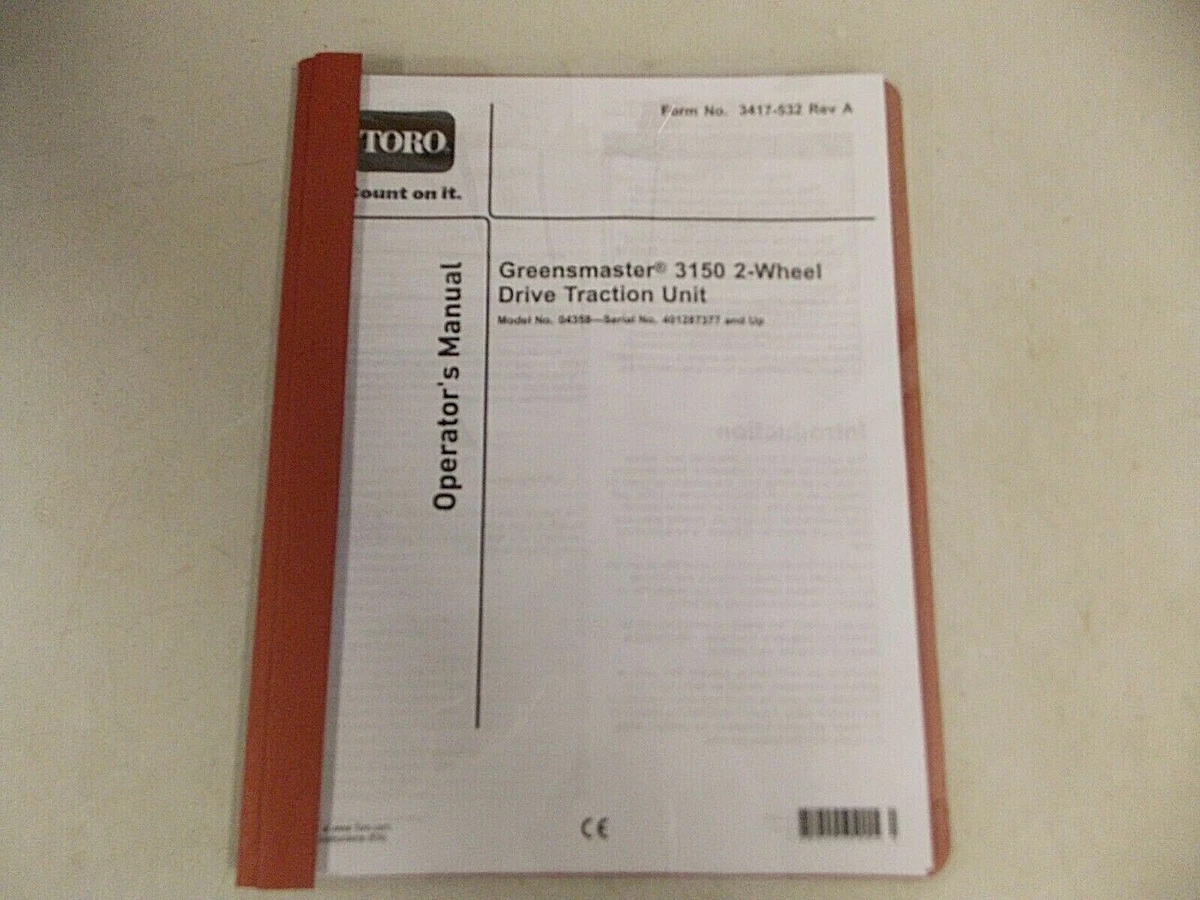 Form No. 3417-532 Rev A
TORO
Count on it.
Operator's Manual
Greensmaster® 3150 2-Wheel
Drive Traction Unit
Model No. 04358—Serial No. 401287377 and Up
CE